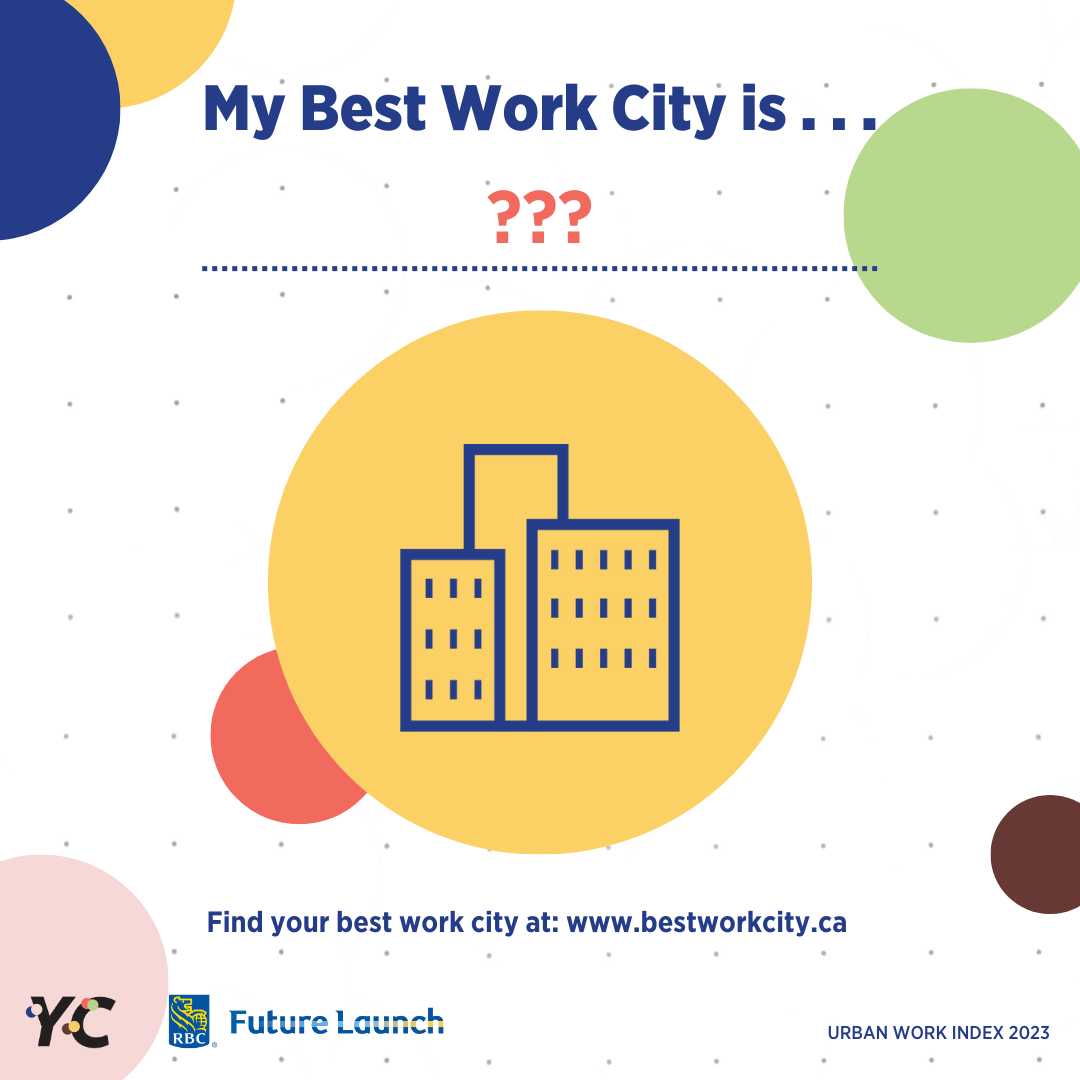 My Best Work City is . . .
???
Find your best work city at: www.bestworkcity.ca
YC
RBC ®
Future Launch
URBAN WORK INDEX 2023